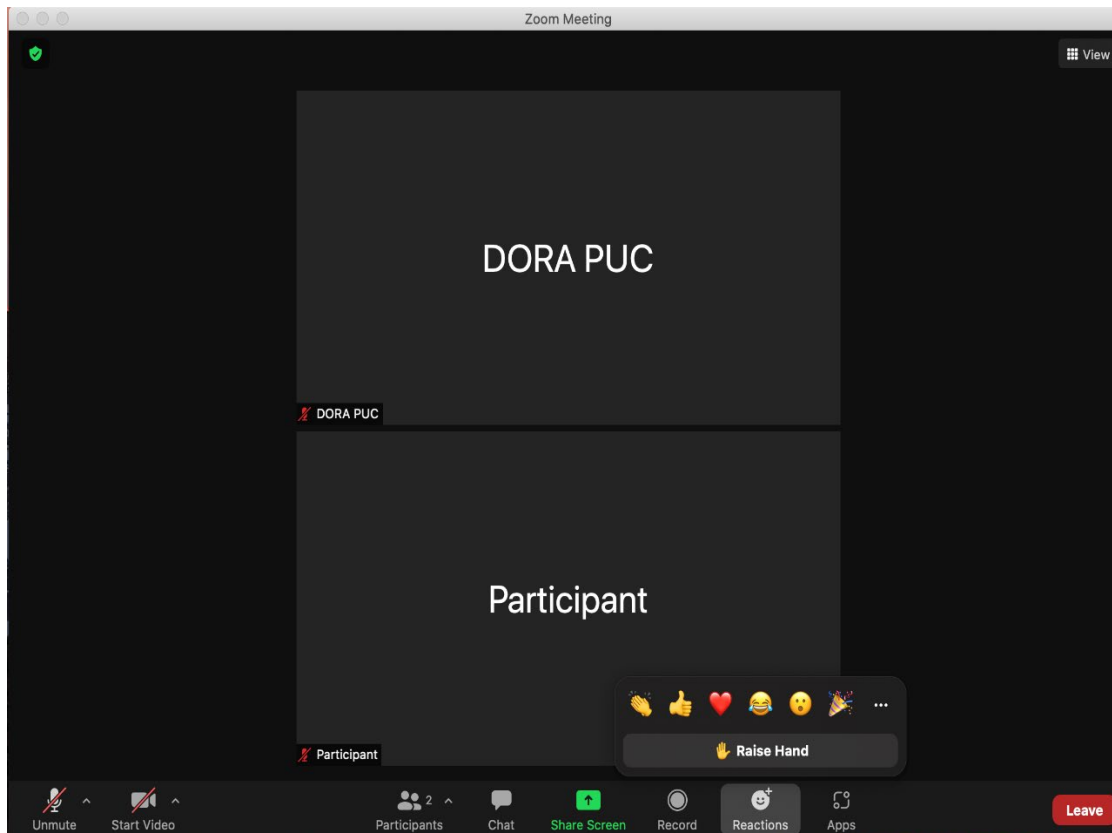 Zoom Meeting
View
DORA PUC
DORA PUC
Participant
Participant
Raise Hand
2
Unmute
Start Video
Participants
Chat
Share Screen
Record
Reactions
Apps
Leave